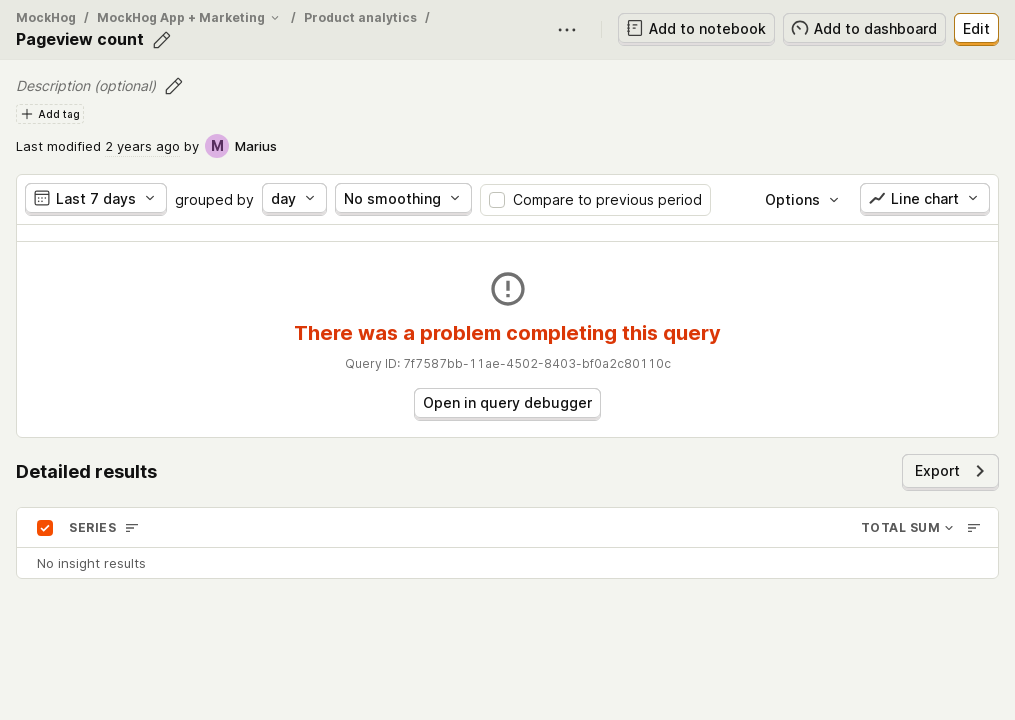 MockHog / MockHog App + Marketing / Product analytics /
Pageview count
Add to notebook
Add to dashboard
Edit
Description (optional)
Add tag
Last modified 2 years ago by M Marius
Last 7 days grouped by day No smoothing Compare to previous period Options Line chart
There was a problem completing this query
Query ID: 7f7587bb-11ae-4502-8403-bf0a2c80110c
Open in query debugger
Detailed results
Export
SERIES TOTAL SUM
No insight results